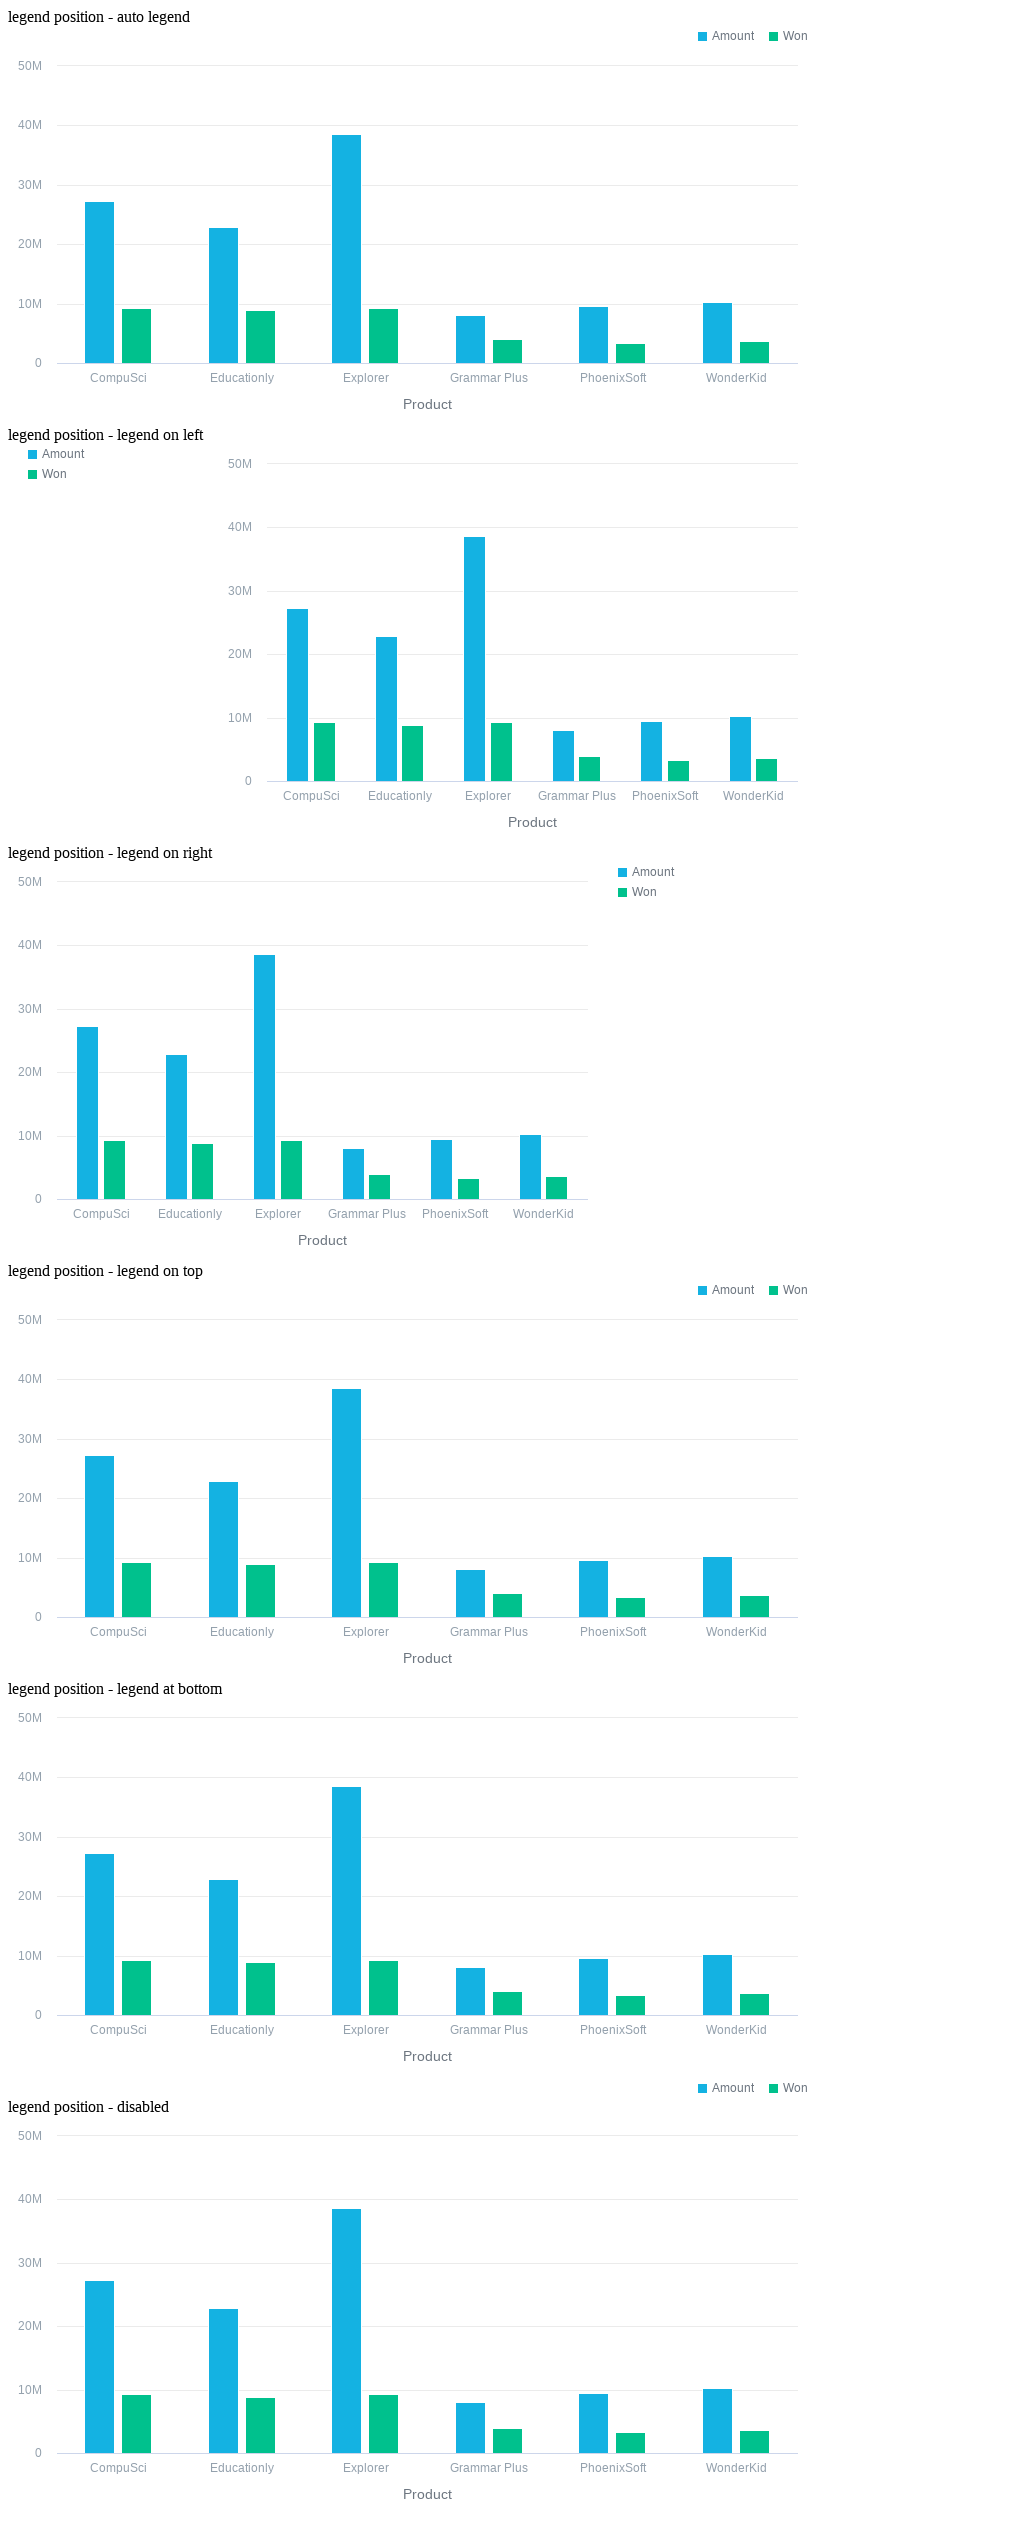 legend position - auto legend
Amount Won
50M
40M
30M
20M
10M
0
CompuSci Educationly Explorer Grammar Plus PhoenixSoft WonderKid
Product
legend position - legend on left
Amount
Won
50M
40M
30M
20M
10M
0
CompuSci Educationly Explorer Grammar Plus PhoenixSoft WonderKid
Product
legend position - legend on right
Amount
Won
50M
40M
30M
20M
10M
0
CompuSci Educationly Explorer Grammar Plus PhoenixSoft WonderKid
Product
legend position - legend on top
Amount Won
50M
40M
30M
20M
10M
0
CompuSci Educationly Explorer Grammar Plus PhoenixSoft WonderKid
Product
legend position - legend at bottom
50M
40M
30M
20M
10M
0
CompuSci Educationly Explorer Grammar Plus PhoenixSoft WonderKid
Product
Amount Won
legend position - disabled
50M
40M
30M
20M
10M
0
CompuSci Educationly Explorer Grammar Plus PhoenixSoft WonderKid
Product